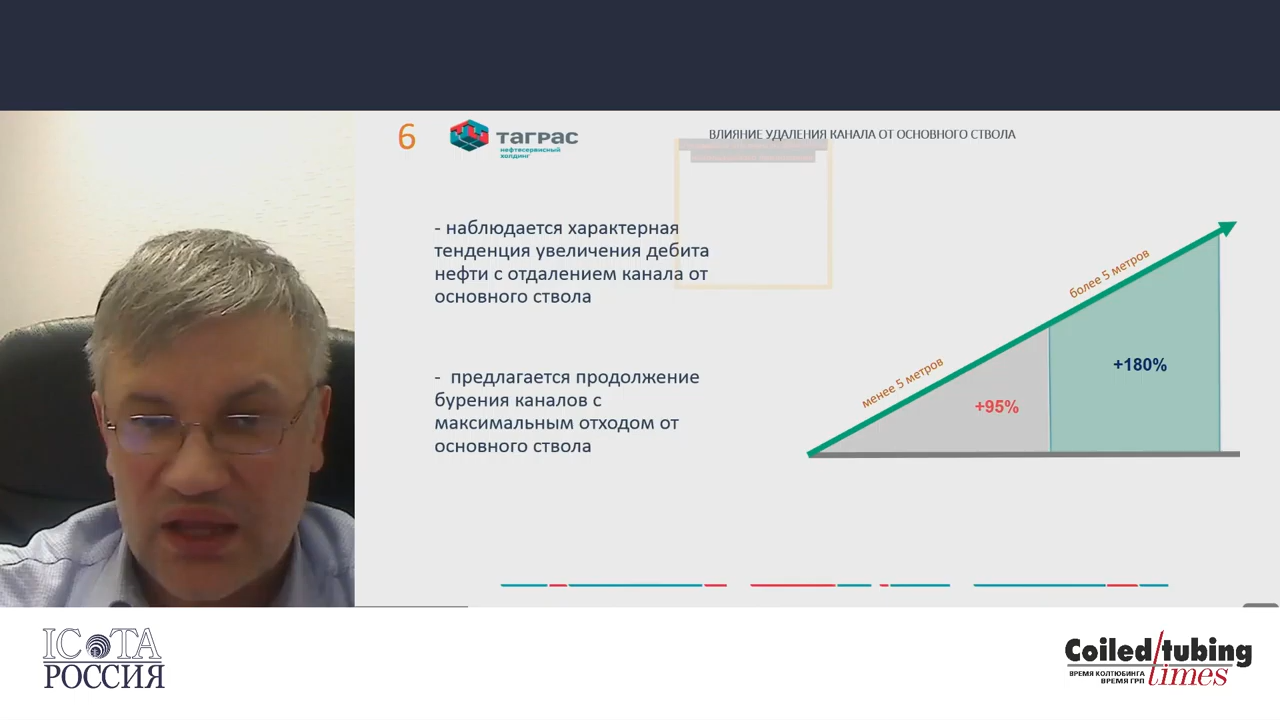 6
ТАГРАС
нефтесервисный
холдинг
ВЛИЯНИЕ УДАЛЕНИЯ КАНАЛА ОТ ОСНОВНОГО СТВОЛА
- наблюдается характерная
тенденция увеличения дебита
нефти с отдалением канала от
основного ствола
- предлагается продолжение
бурения каналов с
максимальным отходом от
основного ствола
менее 5 метров
более 5 метров
+95%
+180%
ICOTA
РОССИЯ
Coiled/tubing
times
ВРЕМЯ КОЛТЮБИНГА
ВРЕМЯ ГРП